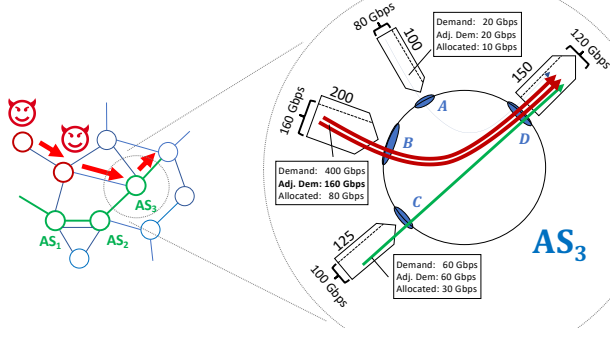 80 Gbps
100
Demand: 20 Gbps
Adj. Dem: 20 Gbps
Allocated: 10 Gbps
120 Gbps
150
160 Gbps
200
A
B
D
Demand: 400 Gbps
Adj. Dem: 160 Gbps
Allocated: 80 Gbps
C
AS3
AS1
AS2
125
100 Gbps
Demand: 60 Gbps
Adj. Dem: 60 Gbps
Allocated: 30 Gbps
AS3